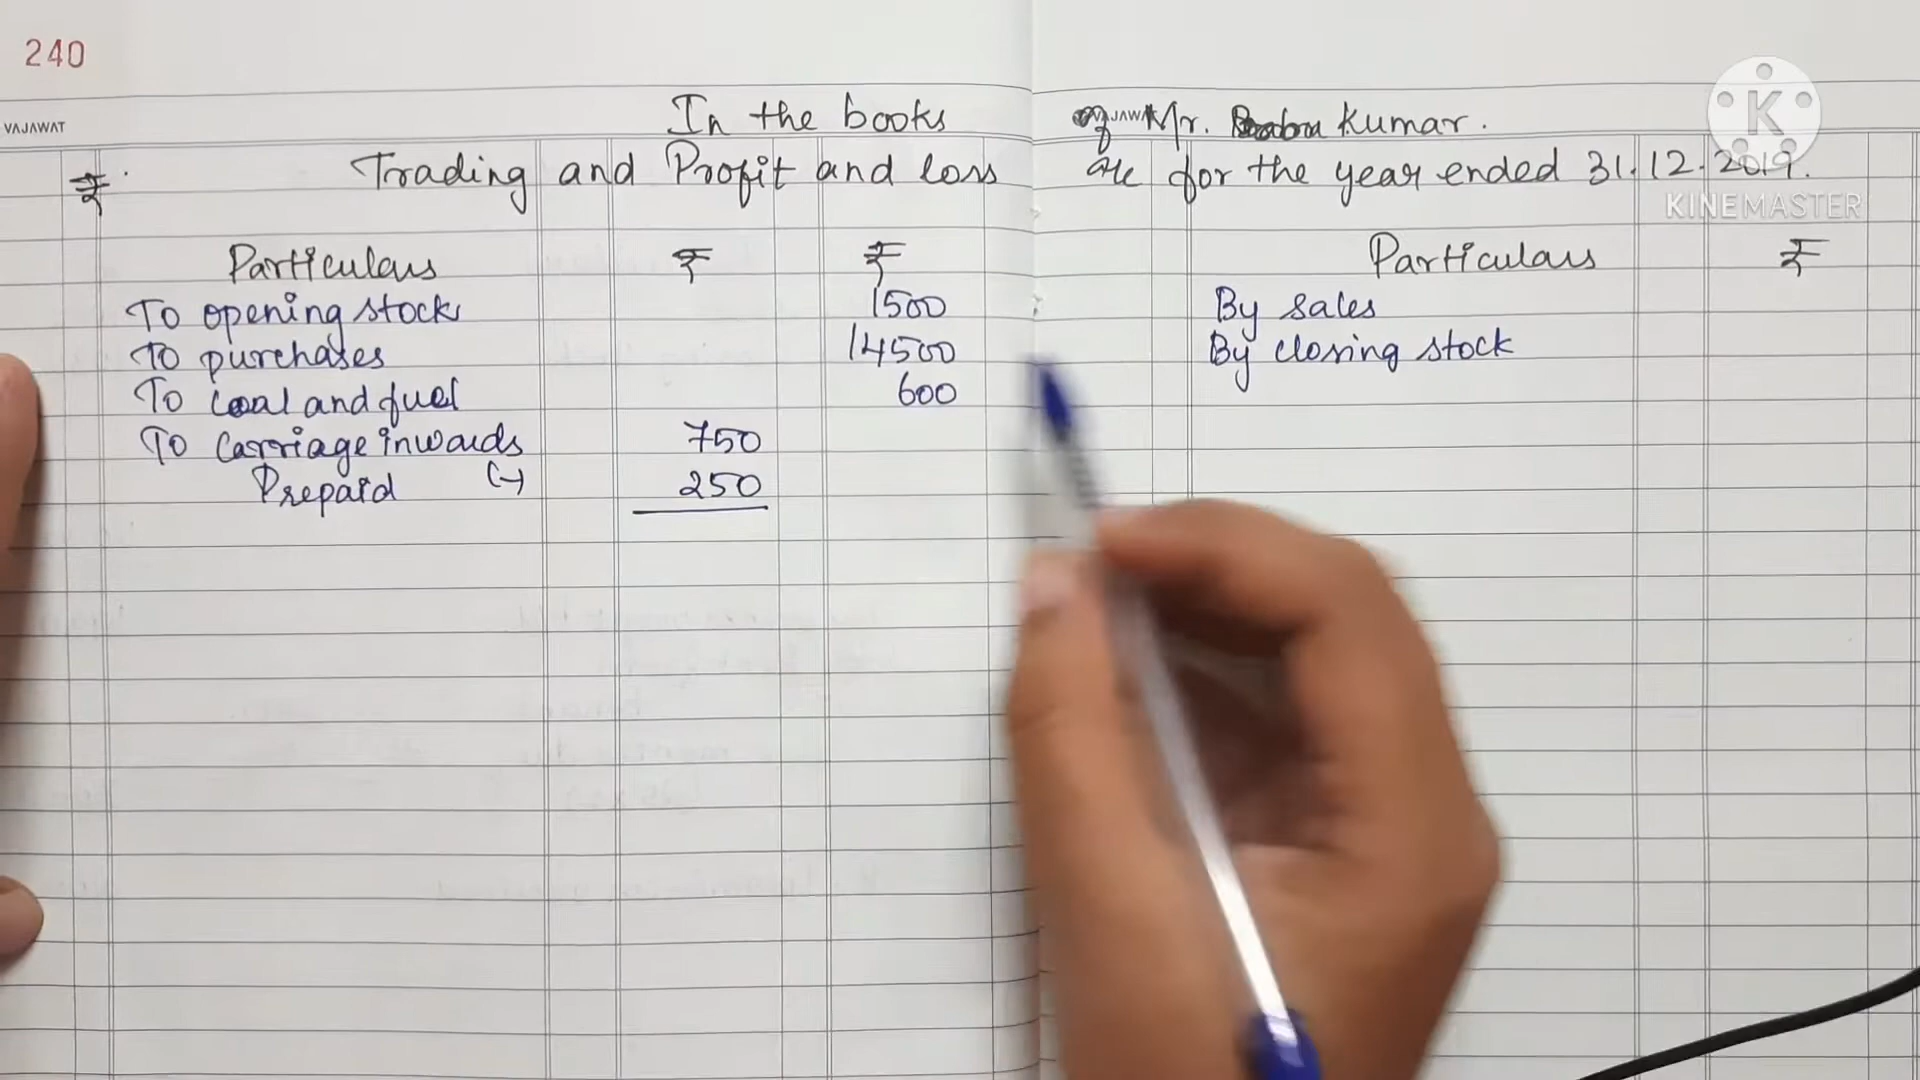 240
VAJAWAT
In the books of Mr. Kumar.
Trading and Profit and loss a/c for the year ended 31.12.2019.
KINEMASTER
₹
Particulars ₹ ₹ Particulars ₹
To opening stock 1500 By sales
To purchases 14500 By closing stock
To coal and fuel 600
To Carriage inwards 750
Prepaid (-) 250